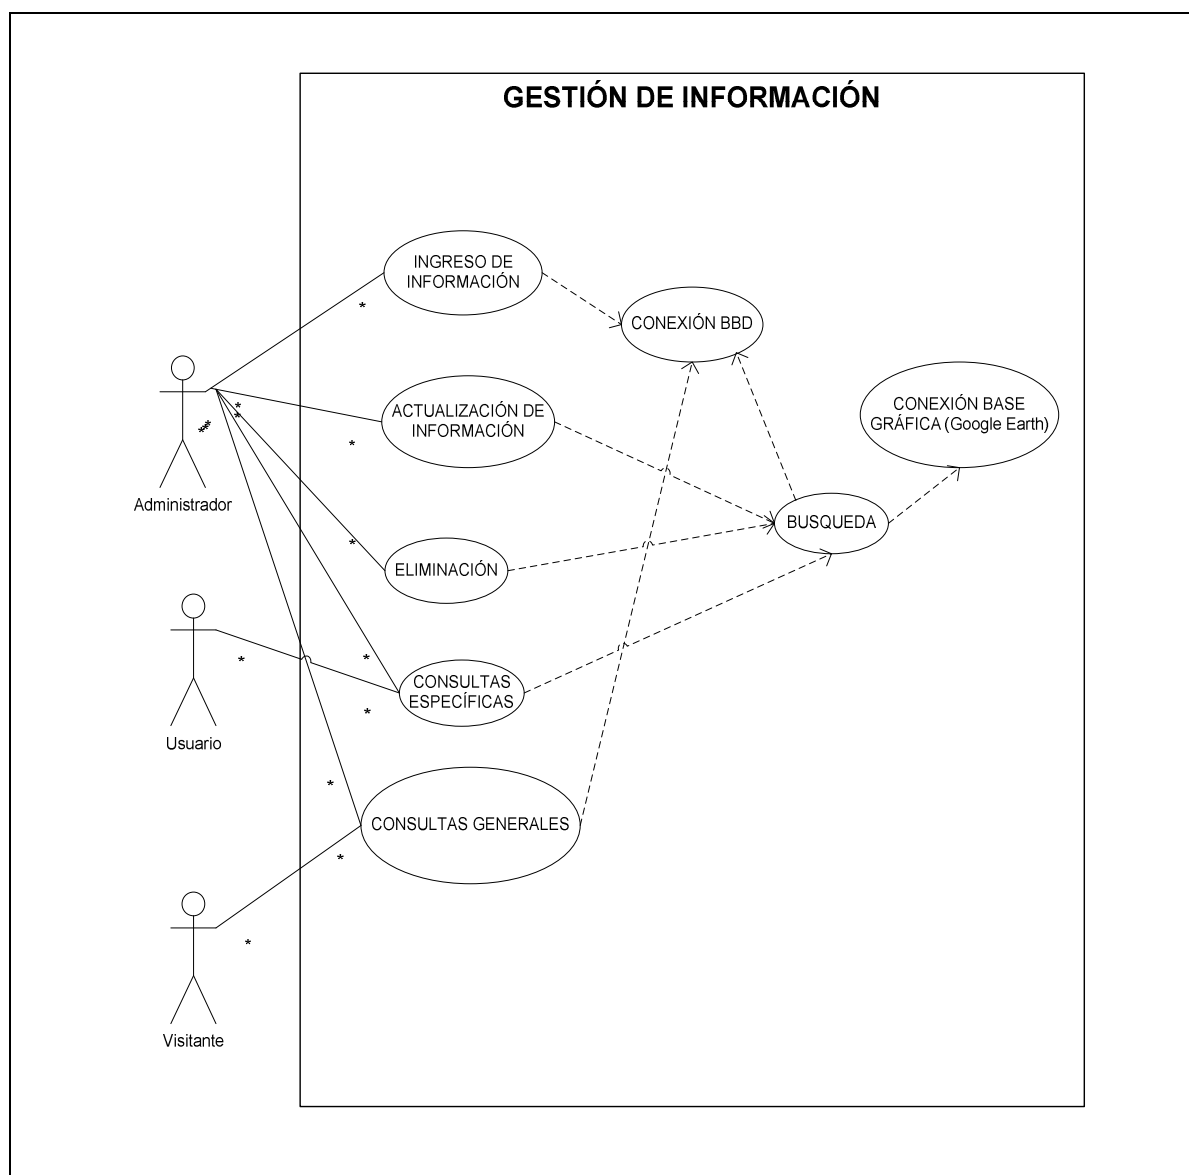 GESTIÓN DE INFORMACIÓN
INGRESO DE
INFORMACIÓN
*
CONEXIÓN BBD
ACTUALIZACIÓN DE
INFORMACIÓN
*
*
*
*
*
*
*
CONEXIÓN BASE
GRÁFICA (Google Earth)
Administrador
BUSQUEDA
*
ELIMINACIÓN
Usuario
*
*
CONSULTAS
ESPECÍFICAS
*
*
CONSULTAS GENERALES
*
*
Visitante